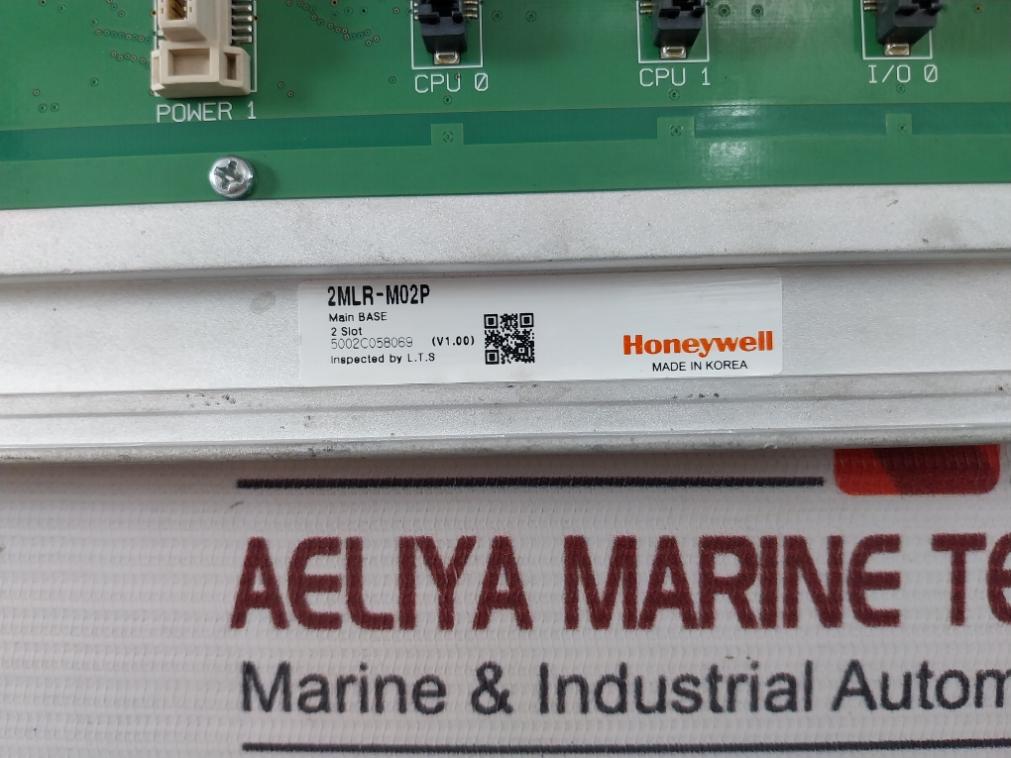 CPU 0
CPU 1
I/O 0
POWER 1
2MLR-M02P
Main BASE
2 Slot
5002C058069 (V1.00)
Inspected by L.T.S
Honeywell
MADE IN KOREA
AELIYA MARINE TE
Marine & Industrial Autom